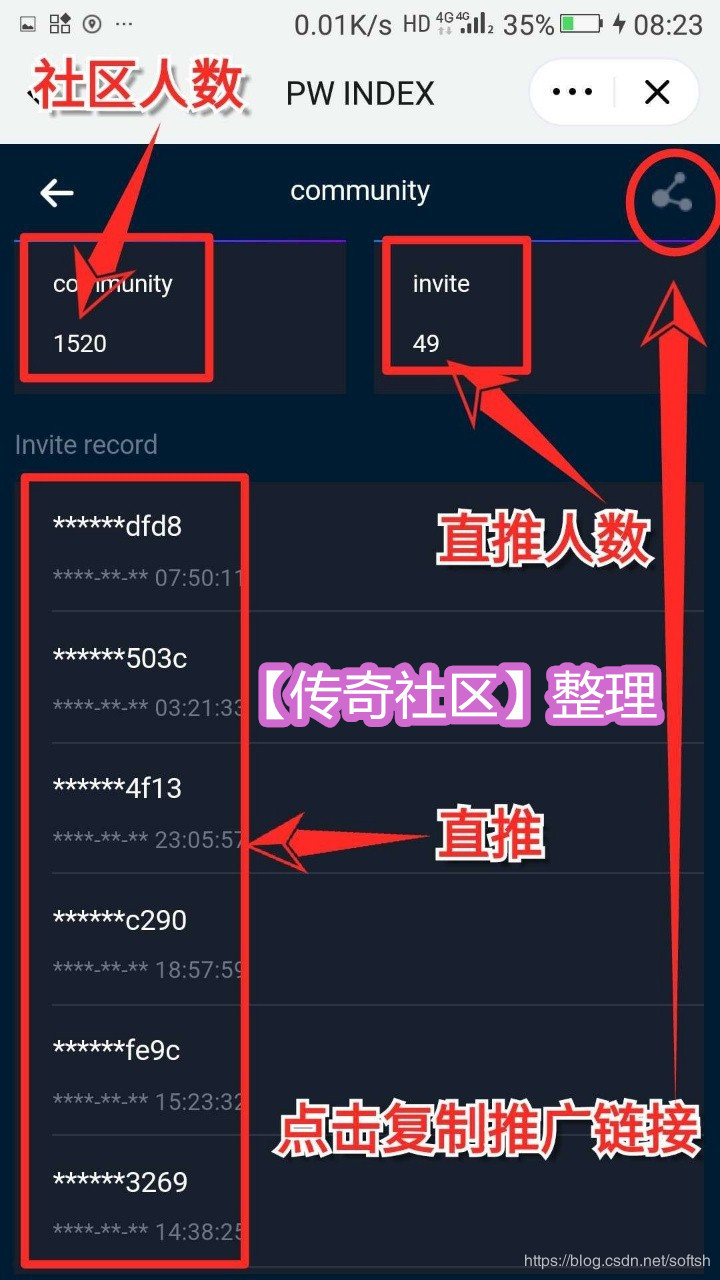 0.01K/s HD 4G 4G 2 35% 08:23
社区人数
PW INDEX
community
community
1520
invite
49
Invite record
直推人数
******dfd8
****-**-** 07:50:11
******503c
****-**-** 03:21:33
【传奇社区】整理
******4f13
****-**-** 23:05:57
直推
******c290
****-**-** 18:57:59
******fe9c
****-**-** 15:23:32
点击复制推广链接
******3269
****-**-** 14:38:25
https://blog.csdn.net/softsh